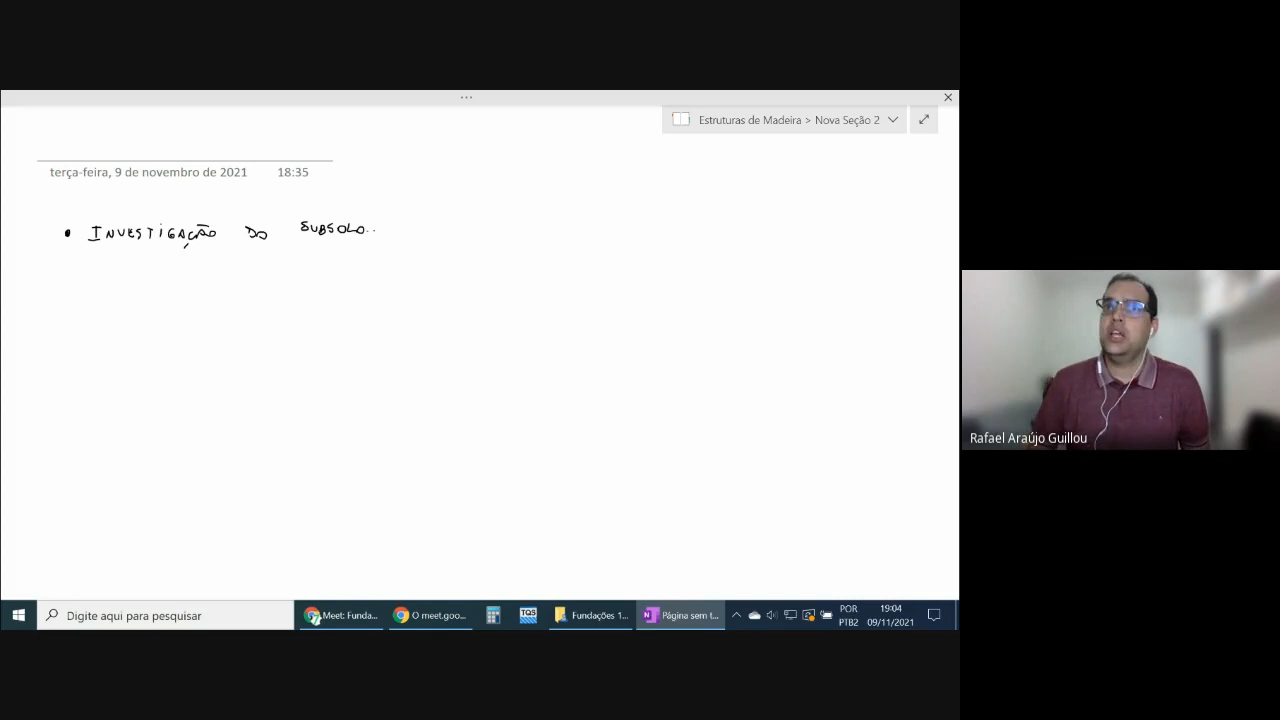 Estruturas de Madeira > Nova Seção 2
terça-feira, 9 de novembro de 2021 18:35
• INVESTIGAÇÃO DO SUBSOLO..
Rafael Araújo Guillou
Digite aqui para pesquisar
Meet: Funda...
O meet.goo...
TQS
Fundações 1...
Página sem t...
POR
PTB2
19:04
09/11/2021